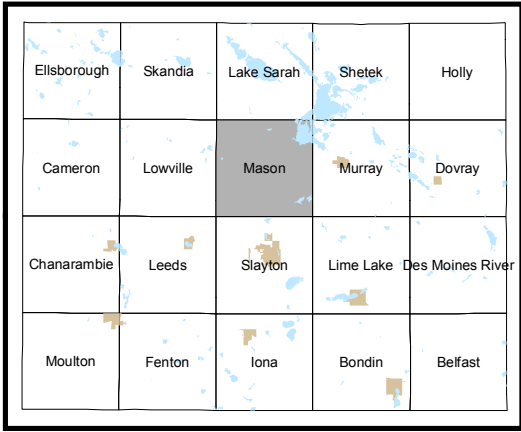 Ellsborough Skandia Lake Sarah Shetek Holly
Cameron Lowville Mason Murray Dovray
Chanarambie Leeds Slayton Lime Lake Des Moines River
Moulton Fenton Iona Bondin Belfast